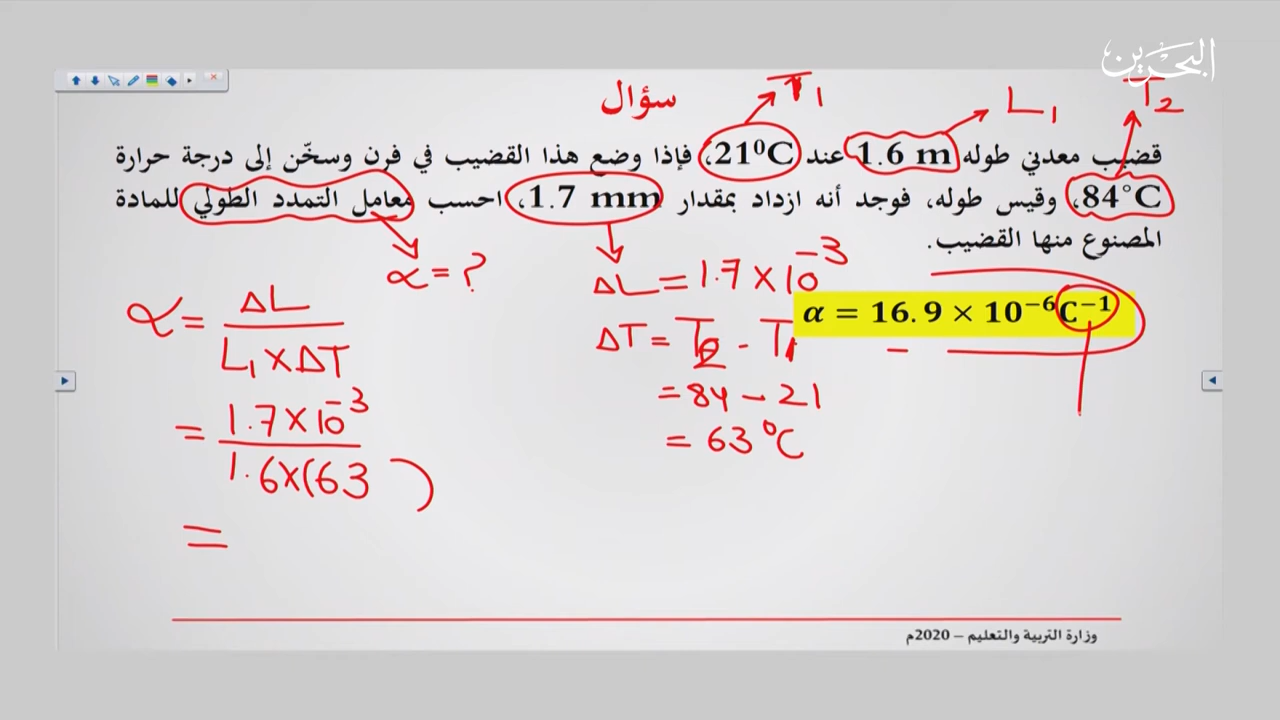 البحرين
سؤال
T1
L1
T2
قضيب معدني طوله 1.6 m عند 21⁰C، فإذا وضع هذا القضيب في فرن وسخّن إلى درجة حرارة
84°C، وقيس طوله، فوجد أنه ازداد بمقدار 1.7 mm، احسب معامل التمدد الطولي للمادة
المصنوع منها القضيب.
α = ?
ΔL = 1.7 × 10⁻³
α = 16.9 × 10⁻⁶C⁻¹
ΔT = T2 - T1
= 84 - 21
= 63 °C
α = ΔL / L1 × ΔT
= 1.7 × 10⁻³ / 1.6 × (63 )
=
وزارة التربية والتعليم – 2020م